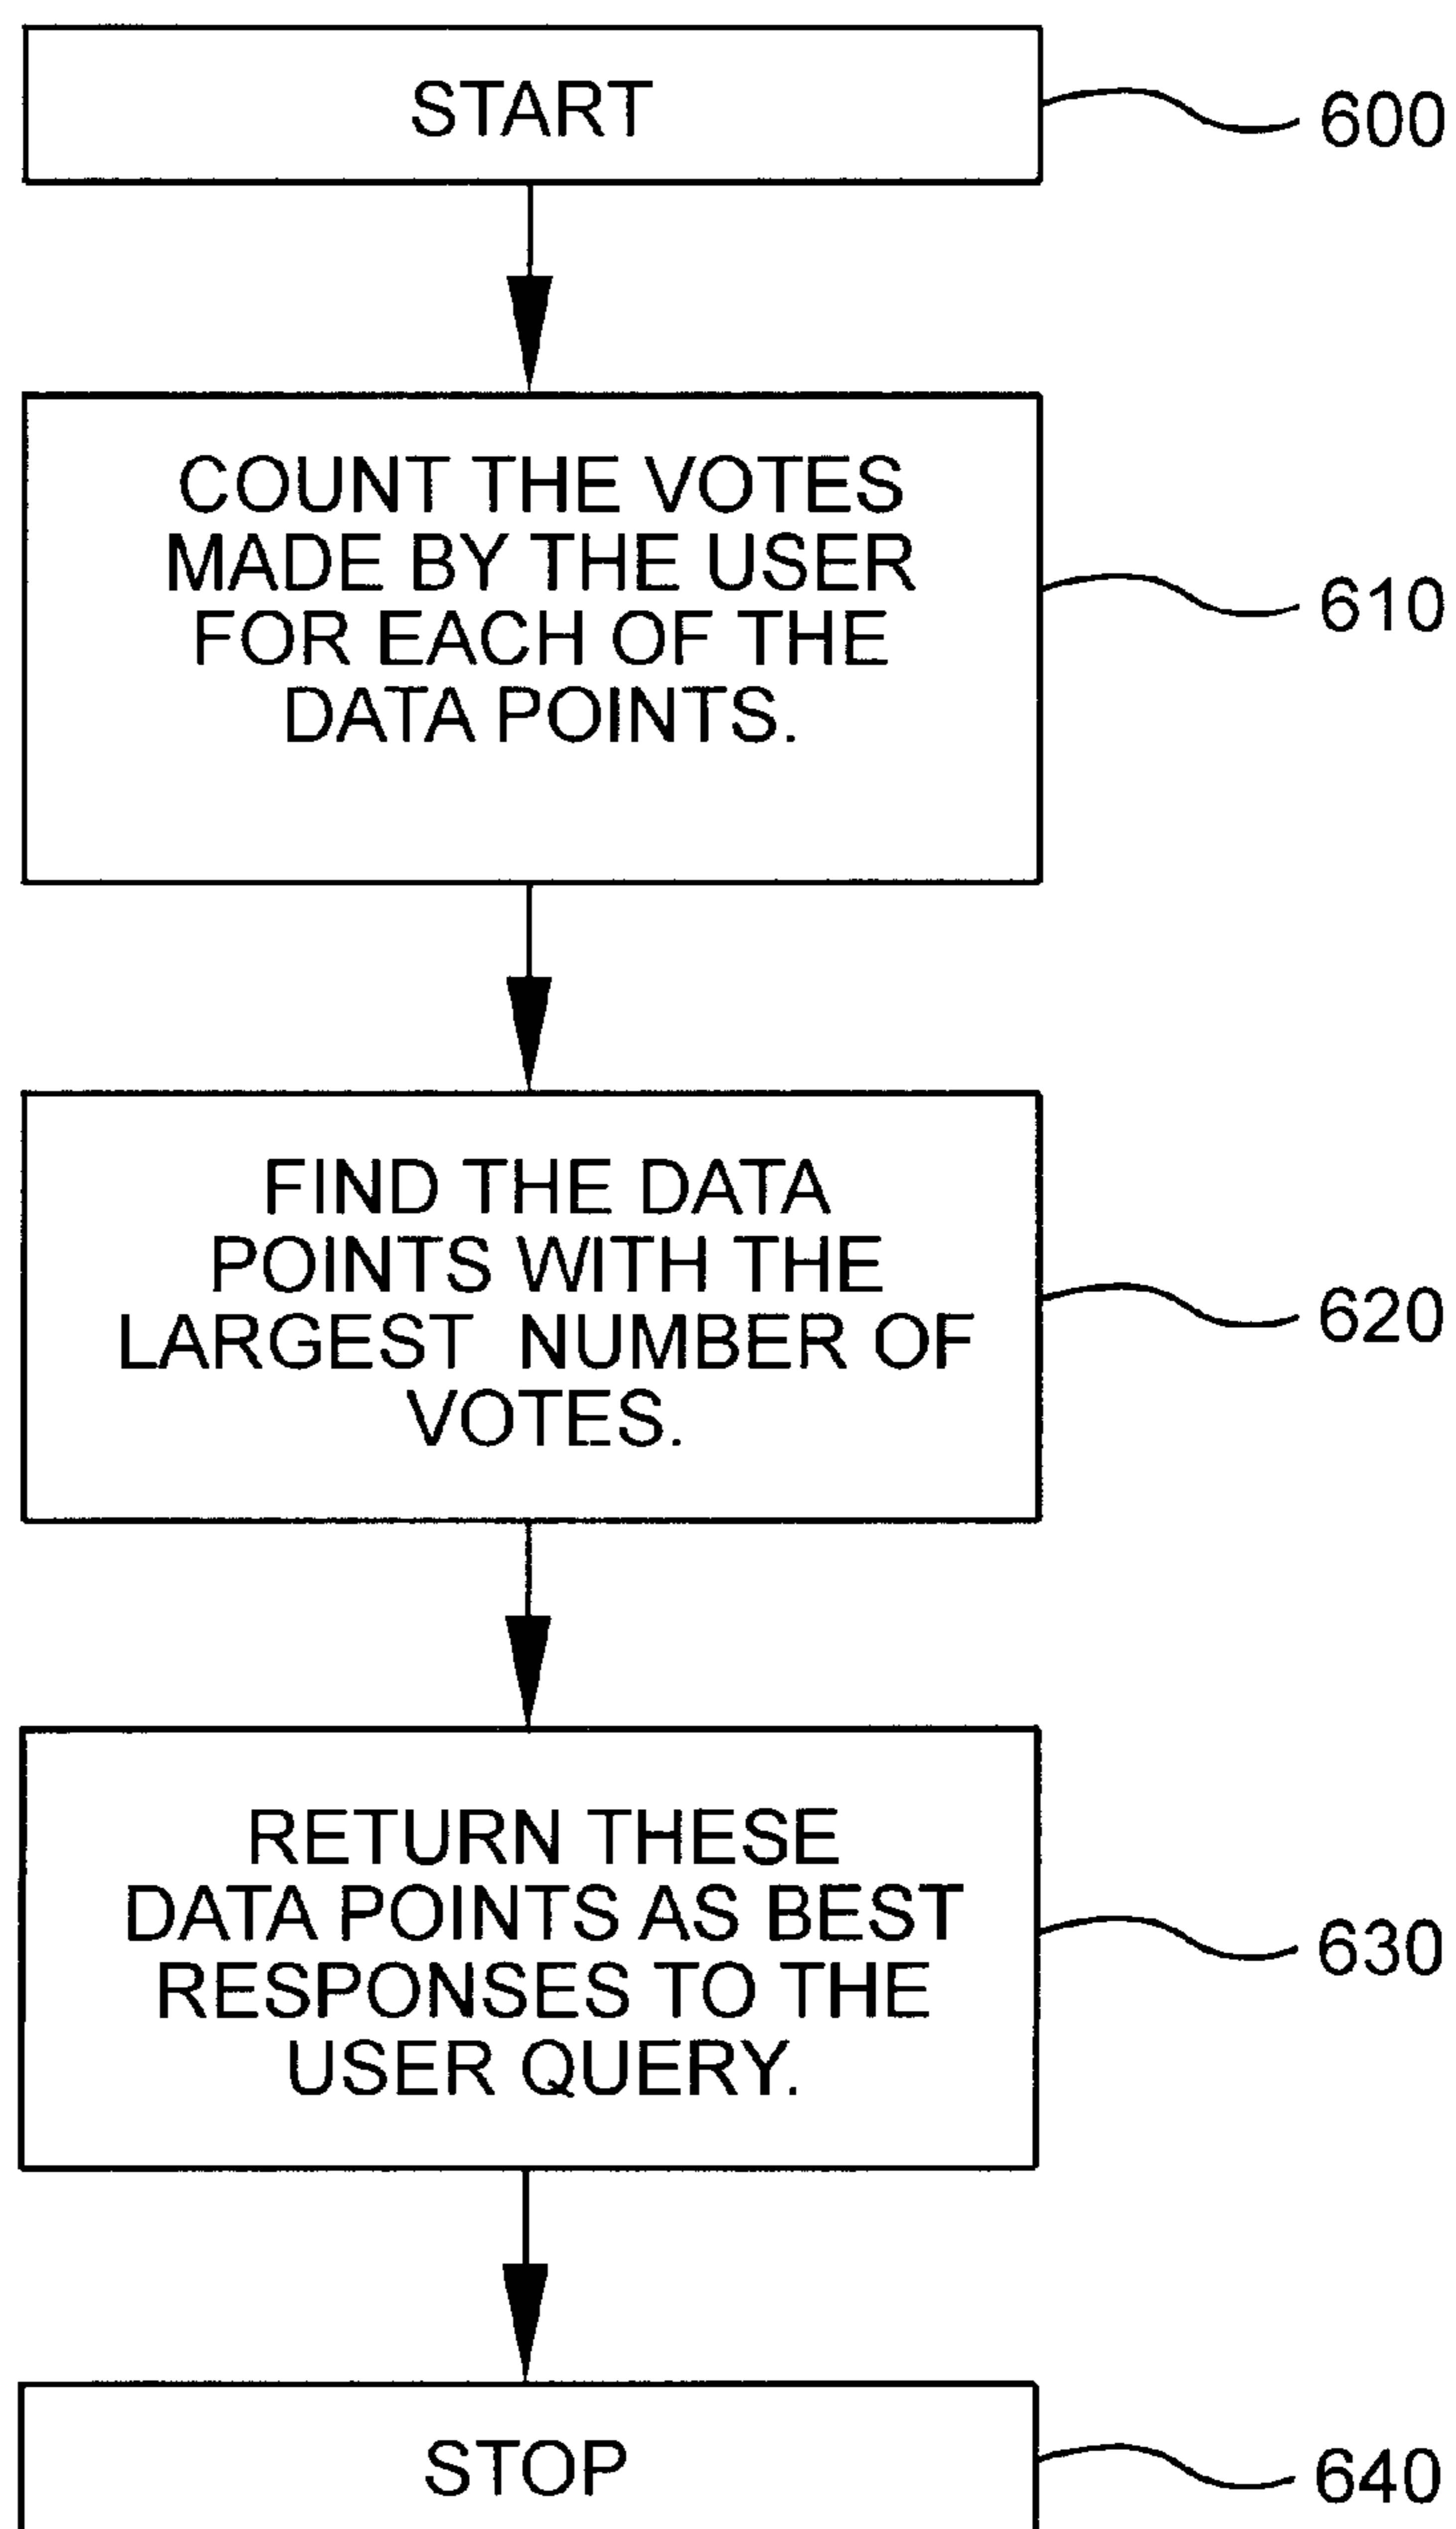 START
600
COUNT THE VOTES
MADE BY THE USER
FOR EACH OF THE
DATA POINTS.
610
FIND THE DATA
POINTS WITH THE
LARGEST NUMBER OF
VOTES.
620
RETURN THESE
DATA POINTS AS BEST
RESPONSES TO THE
USER QUERY.
630
STOP
640